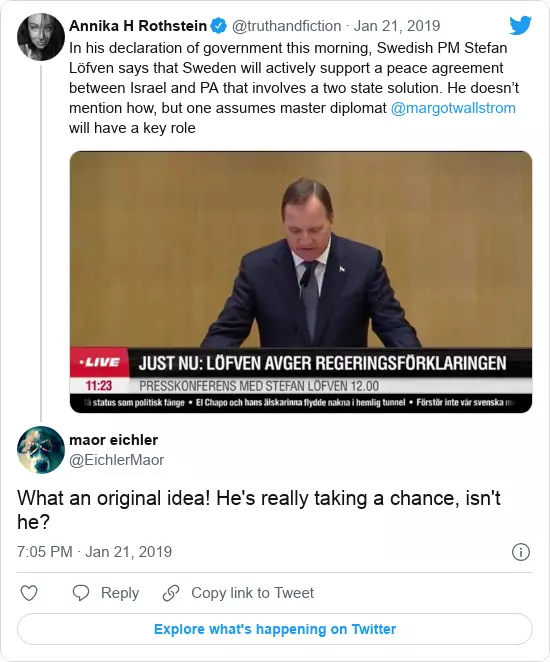 Annika H Rothstein @truthandfiction · Jan 21, 2019
In his declaration of government this morning, Swedish PM Stefan
Löfven says that Sweden will actively support a peace agreement
between Israel and PA that involves a two state solution. He doesn't
mention how, but one assumes master diplomat @margotwallstrom
will have a key role
LIVE JUST NU: LÖFVEN AVGER REGERINGSFÖRKLARINGEN
11:23 PRESSKONFERENS MED STEFAN LÖFVEN 12.00
få status som politisk fånge • El Chapo och hans älskarinna flydde nakna i hemlig tunnel • Förstör inte vår svenska
maor eichler
@EichlerMaor
What an original idea! He's really taking a chance, isn't
he?
7:05 PM · Jan 21, 2019
Reply Copy link to Tweet
Explore what's happening on Twitter